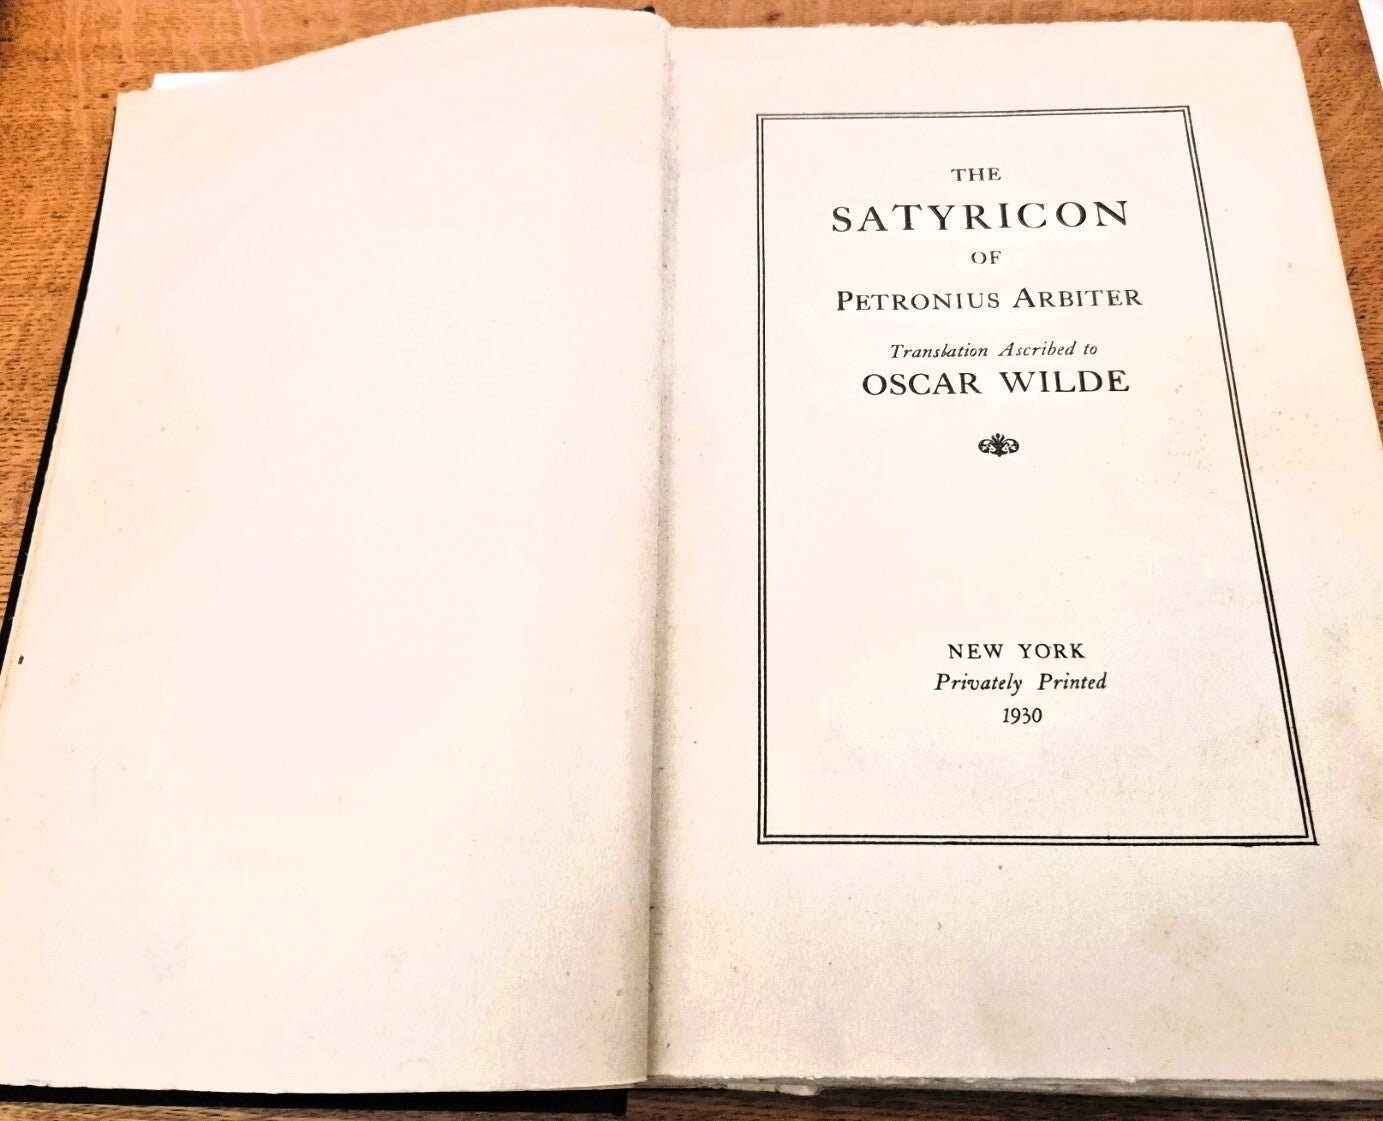 THE
SATYRICON
OF
PETRONIUS ARBITER
Translation Ascribed to
OSCAR WILDE
NEW YORK
Privately Printed
1930